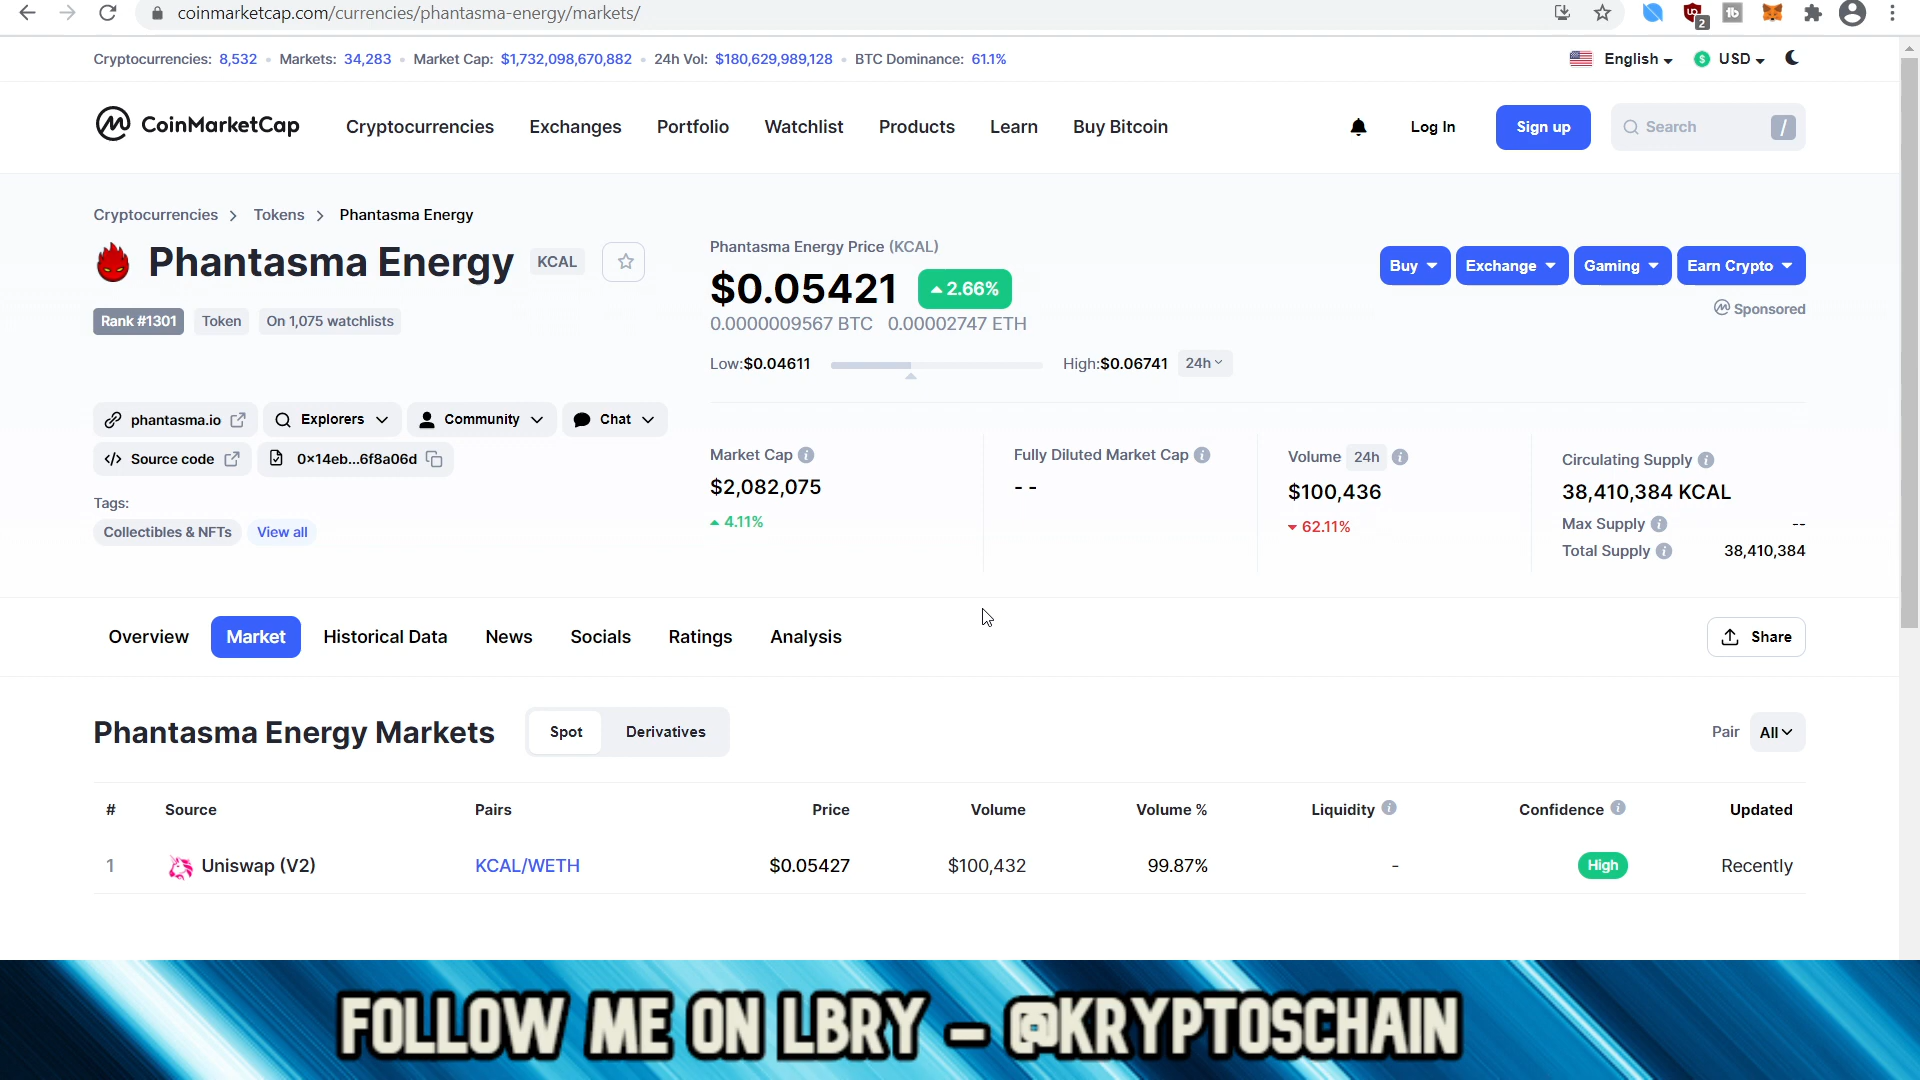 coinmarketcap.com/currencies/phantasma-energy/markets/
2
tb
Cryptocurrencies: 8,532 Markets: 34,283 Market Cap: $1,732,098,670,882 24h Vol: $180,629,989,128 BTC Dominance: 61.1%
English $ USD
CoinMarketCap Cryptocurrencies Exchanges Portfolio Watchlist Products Learn Buy Bitcoin Log In Sign up Search /
Cryptocurrencies > Tokens > Phantasma Energy
Phantasma Energy KCAL
Phantasma Energy Price (KCAL)
$0.05421 2.66%
0.0000009567 BTC 0.00002747 ETH
Buy Exchange Gaming Earn Crypto
Sponsored
Rank #1301 Token On 1,075 watchlists
Low:$0.04611 High:$0.06741 24h
phantasma.io Explorers Community Chat
</> Source code 0x14eb...6f8a06d
Tags:
Collectibles & NFTs View all
Market Cap
$2,082,075
4.11%
Fully Diluted Market Cap
- -
Volume 24h
$100,436
62.11%
Circulating Supply
38,410,384 KCAL
Max Supply --
Total Supply 38,410,384
Overview Market Historical Data News Socials Ratings Analysis Share
Phantasma Energy Markets Spot Derivatives Pair All
# Source Pairs Price Volume Volume % Liquidity Confidence Updated
1 Uniswap (V2) KCAL/WETH $0.05427 $100,432 99.87% - High Recently
FOLLOW ME ON LBRY - @KRYPTOSCHAIN